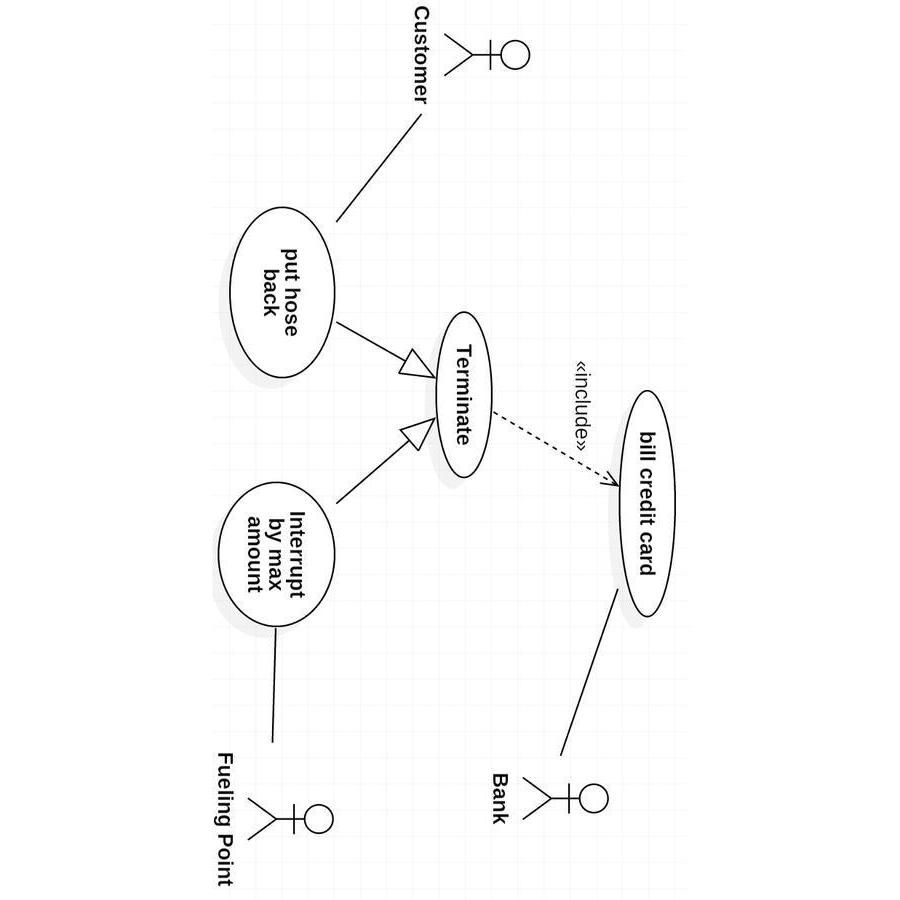 bill credit card
«include»
Customer
Bank
Terminate
put hose
back
Interrupt
by max
amount
Fueling Point